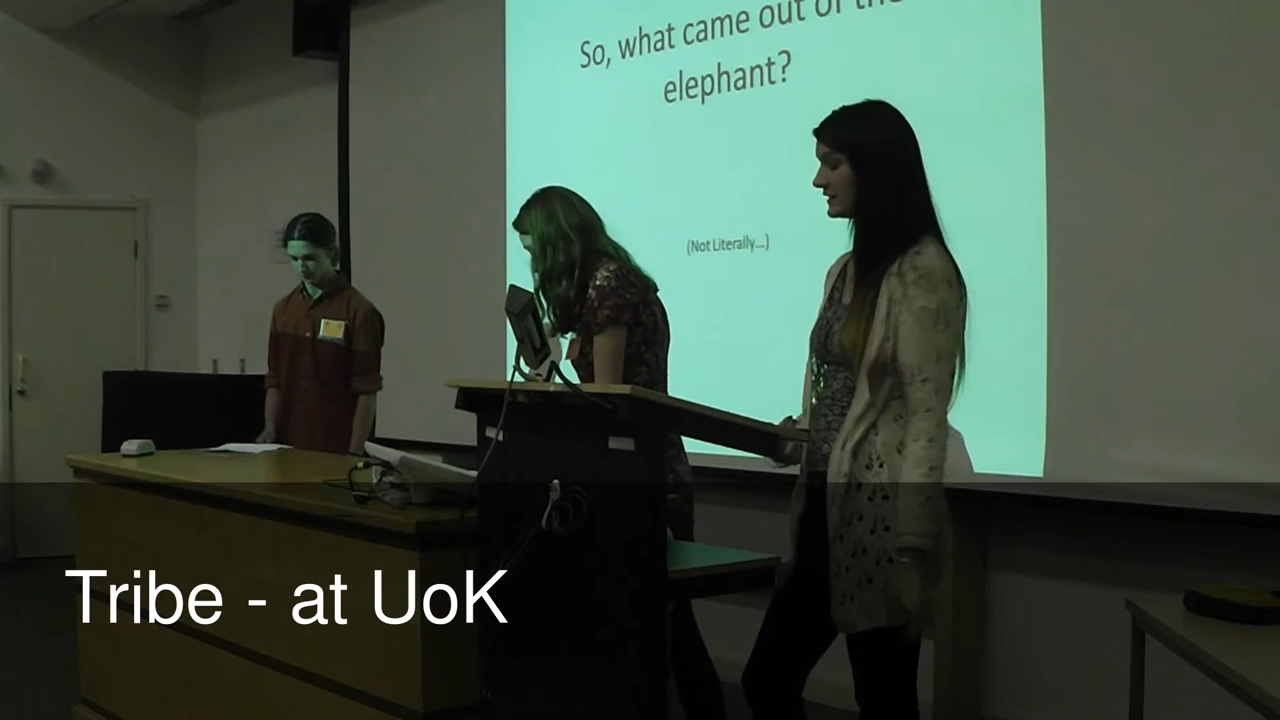 So, what came out of the
elephant?
(Not Literally...)
Tribe - at UoK